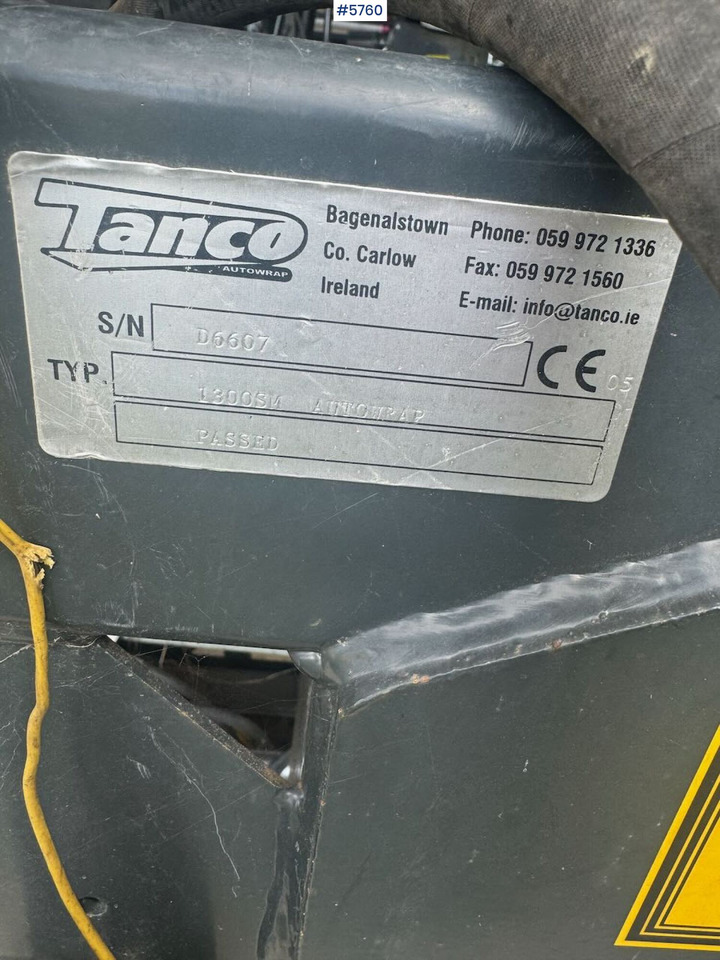 #5760
Tanco
AUTOWRAP
Bagenalstown
Co. Carlow
Ireland
Phone: 059 972 1336
Fax: 059 972 1560
E-mail: info@tanco.ie
S/N D6607
CE 05
TYP. 1300SM AUTOWRAP
PASSED